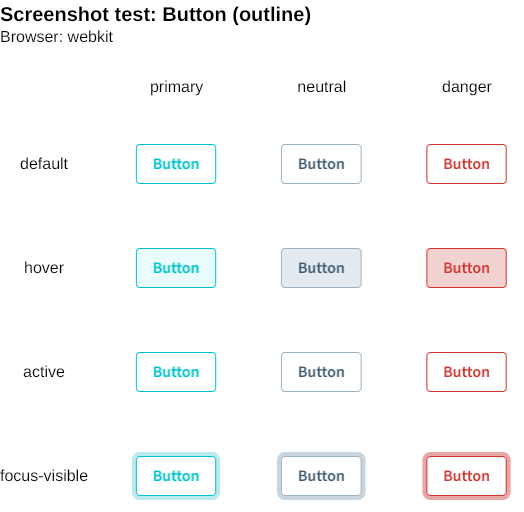 Screenshot test: Button (outline)
Browser: webkit
primary neutral danger
default Button Button Button
hover Button Button Button
active Button Button Button
focus-visible Button Button Button